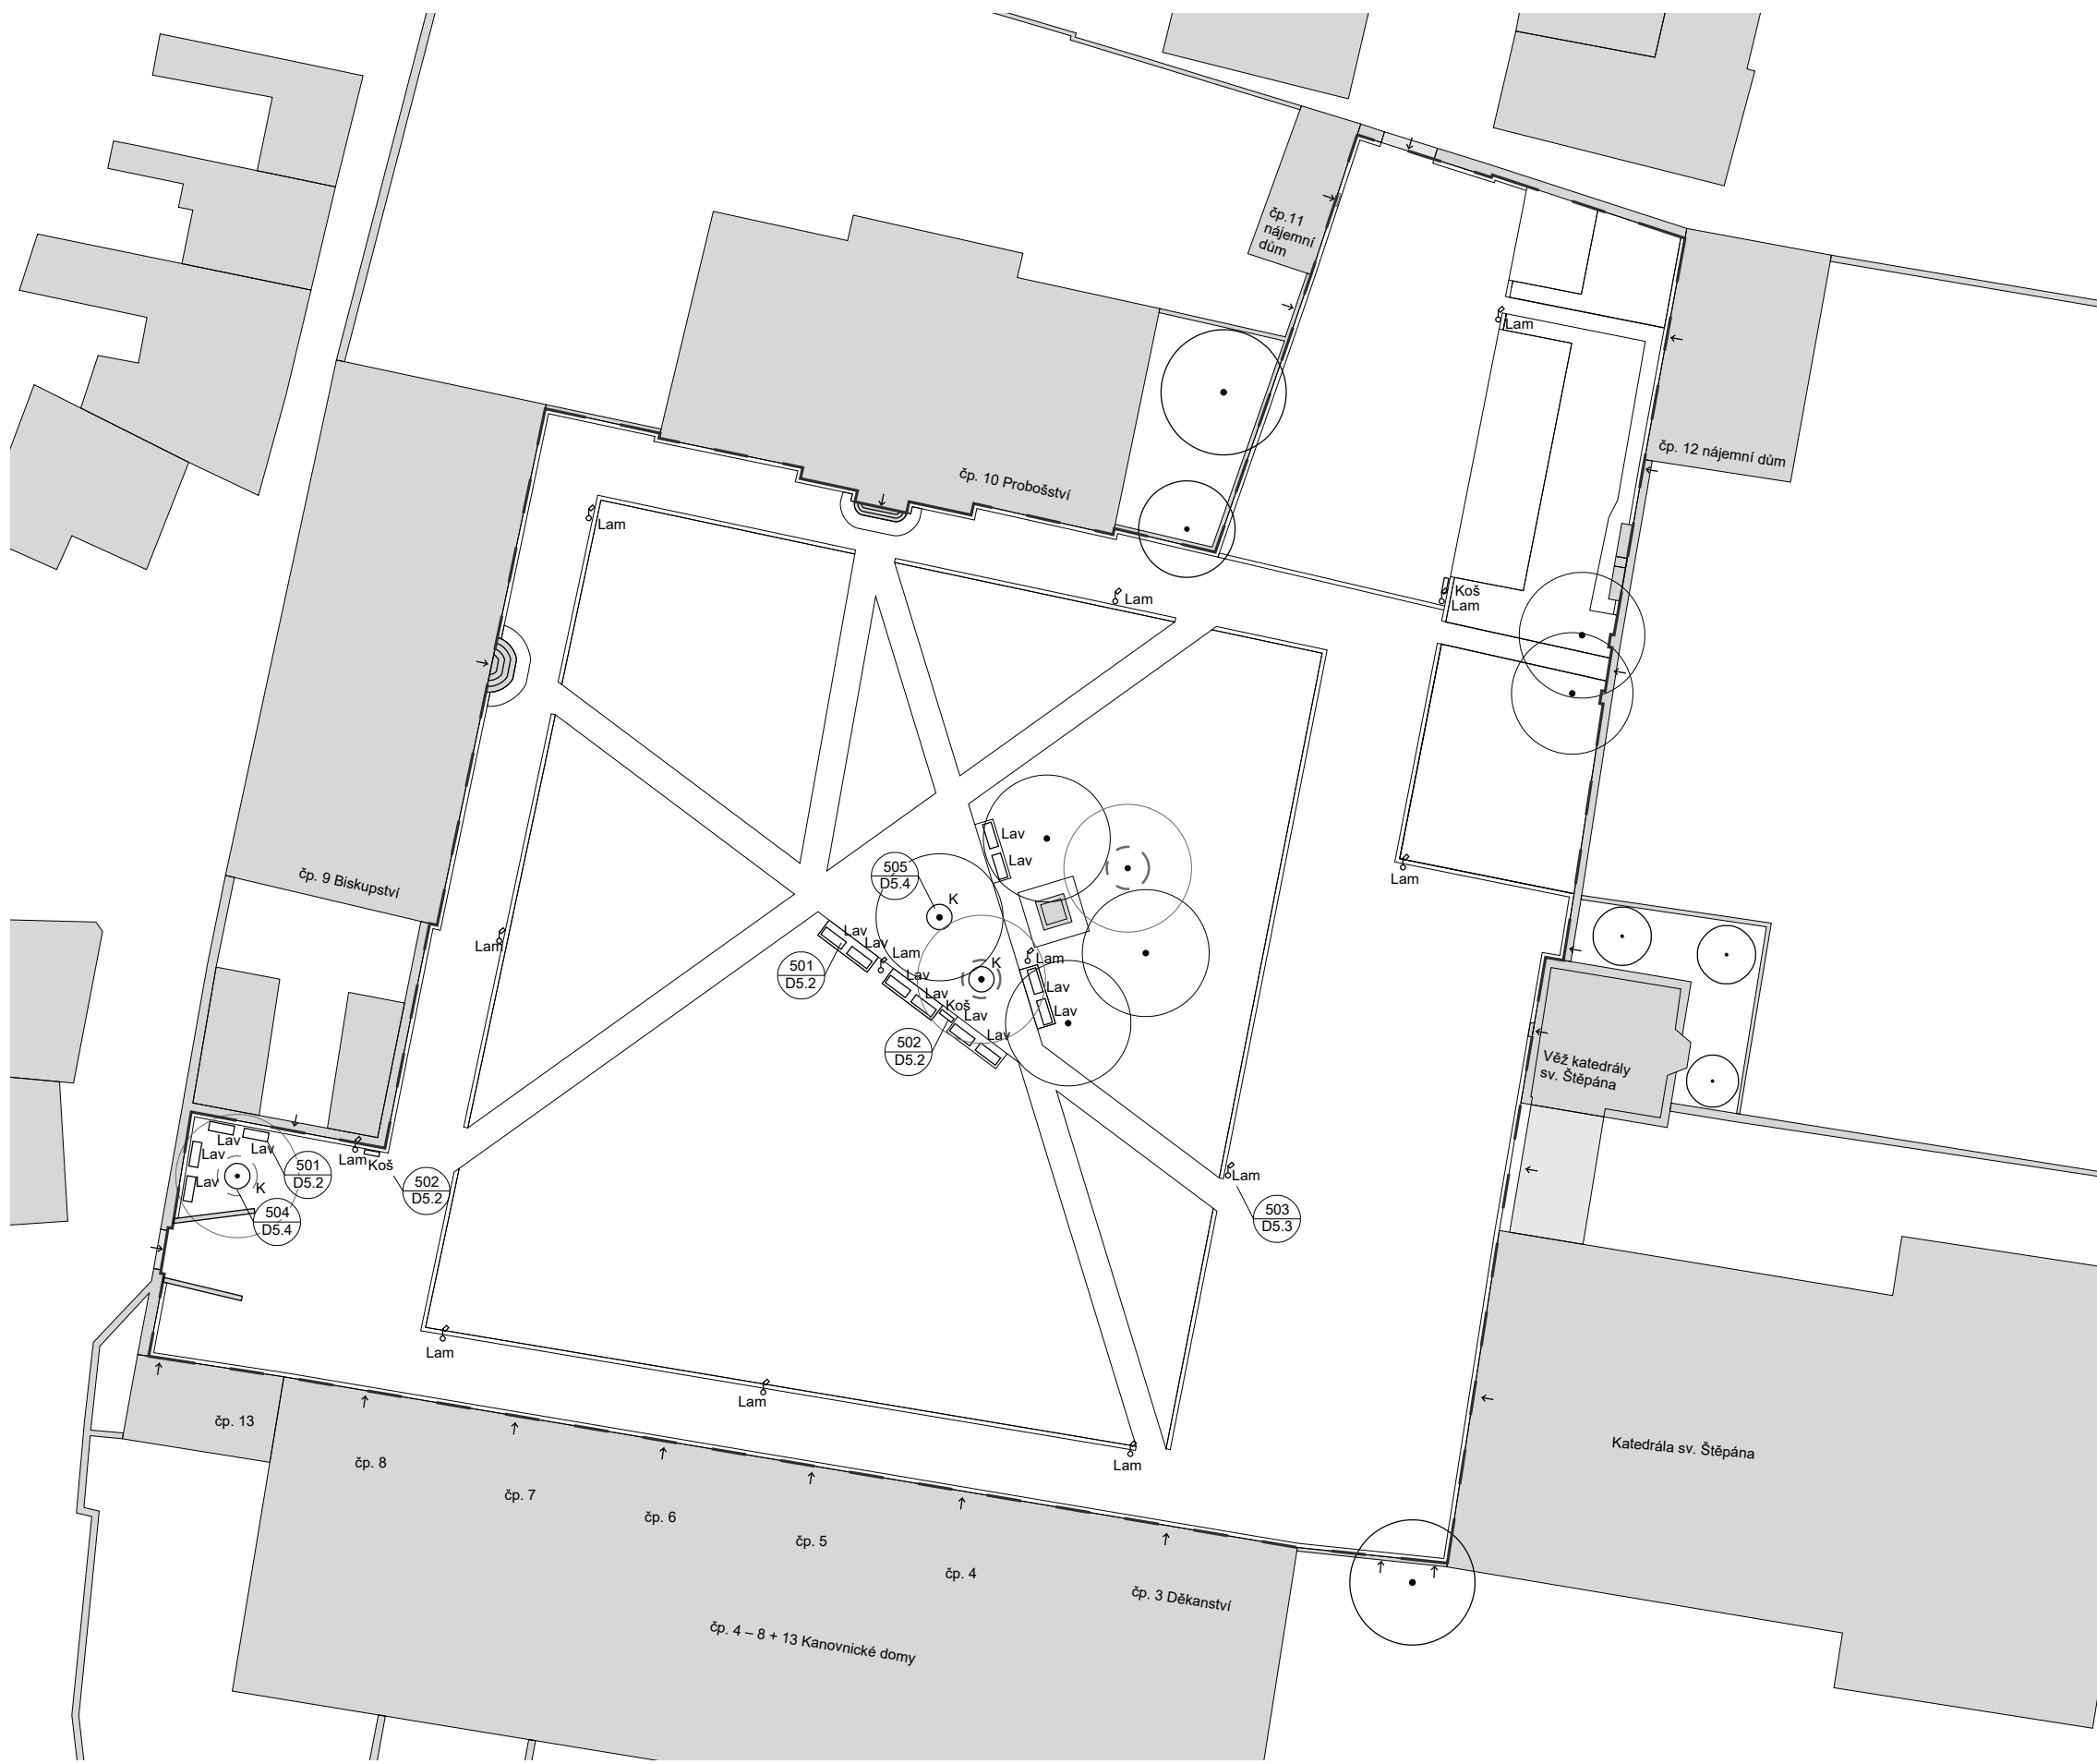 čp.11
nájemní
dům
Lam
čp. 12 nájemní dům
čp. 10 Probošství
Lam
Lam
Koš
Lam
Lav
Lav
505
D5.4
K
Lam
čp. 9 Biskupství
Lav
Lav
Lam
Lam
501
D5.2
Lav
Lav
Koš
Lav
Lav
K
Lam
Lav
Lav
502
D5.2
Věž katedrály
sv. Štěpána
Lav
Lav
Lav
Lav
K
Lam
Koš
501
D5.2
502
D5.2
504
D5.4
Lam
503
D5.3
Lam
Lam
Lam
Lam
čp. 13
čp. 8
čp. 7
čp. 6
čp. 5
čp. 4
čp. 3 Děkanství
čp. 4 – 8 + 13 Kanovnické domy
Katedrála sv. Štěpána